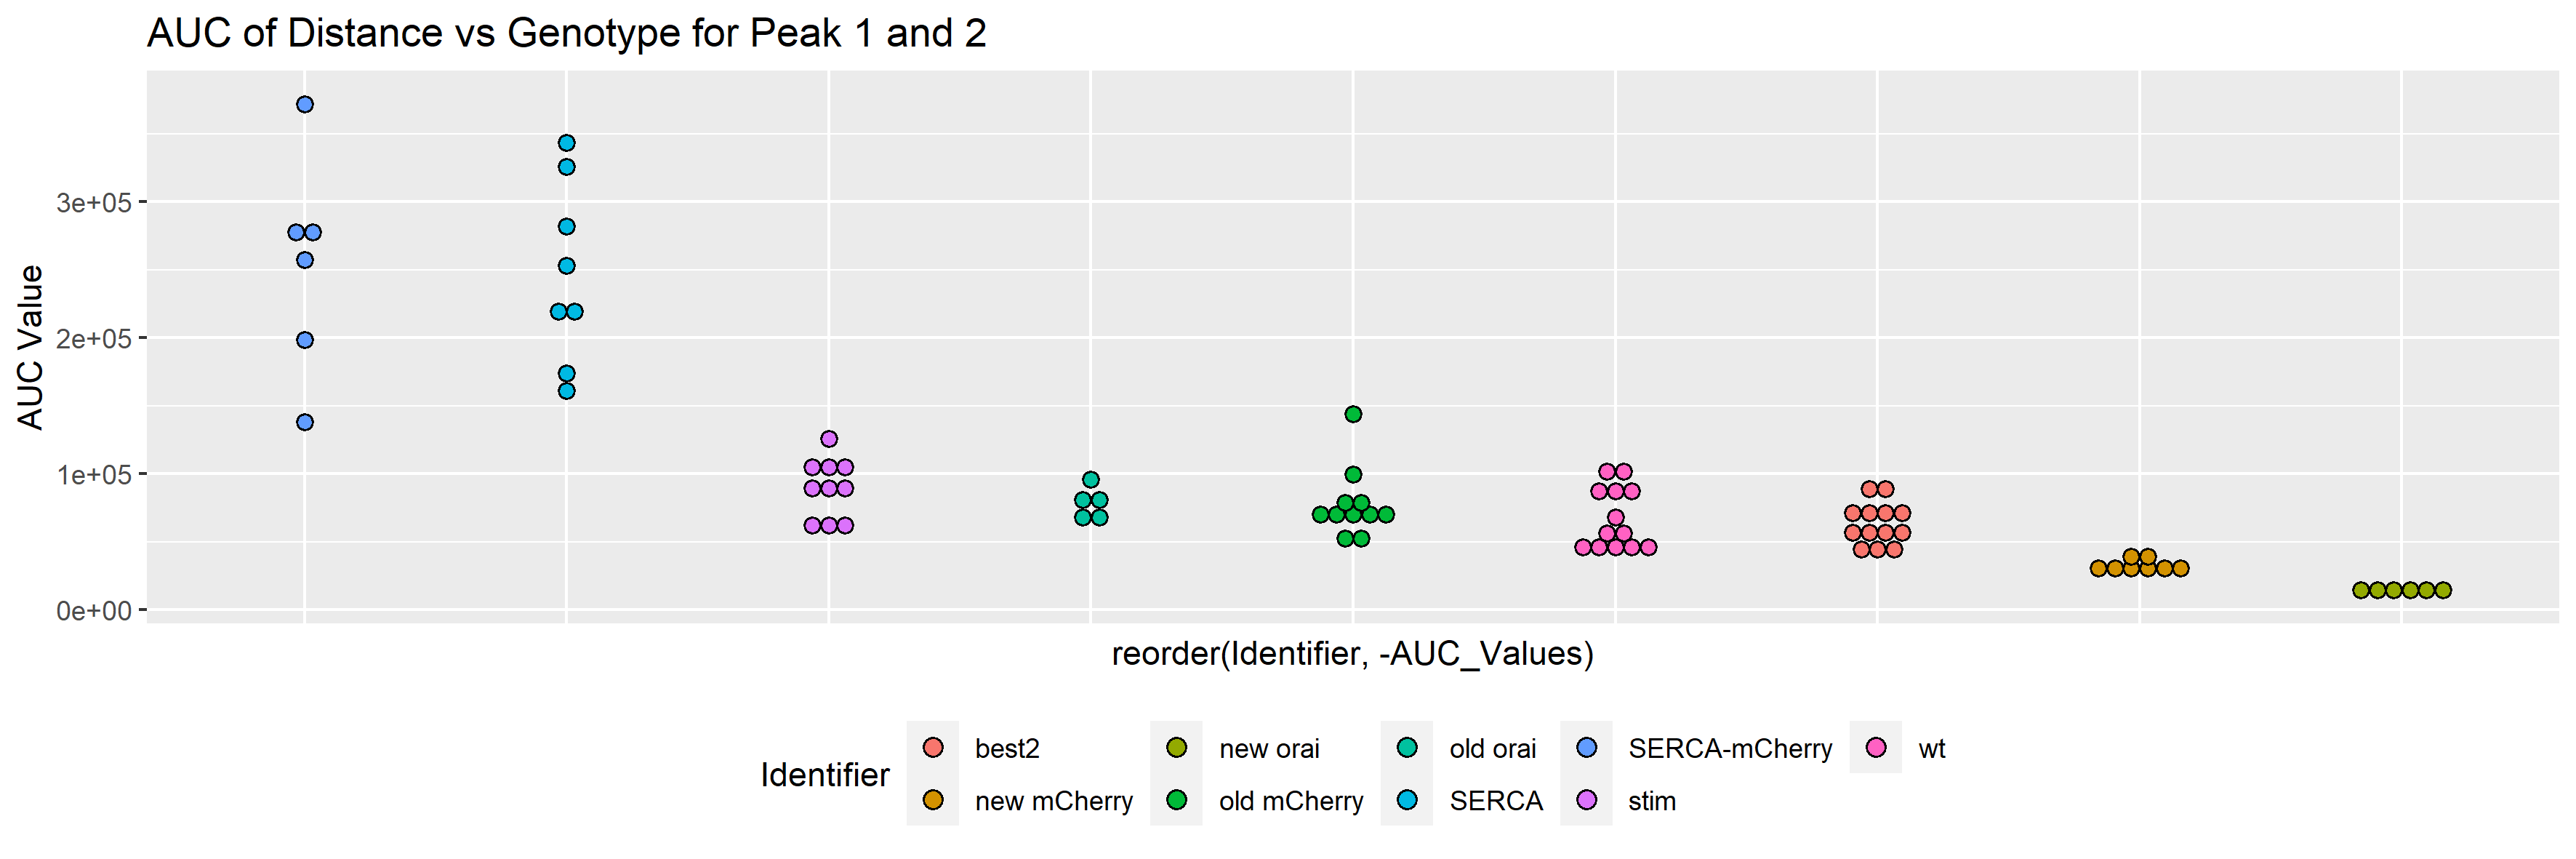 AUC of Distance vs Genotype for Peak 1 and 2
AUC Value
3e+05
2e+05
1e+05
0e+00
reorder(Identifier, -AUC_Values)
Identifier
best2
new orai
old orai
SERCA-mCherry
wt
new mCherry
old mCherry
SERCA
stim